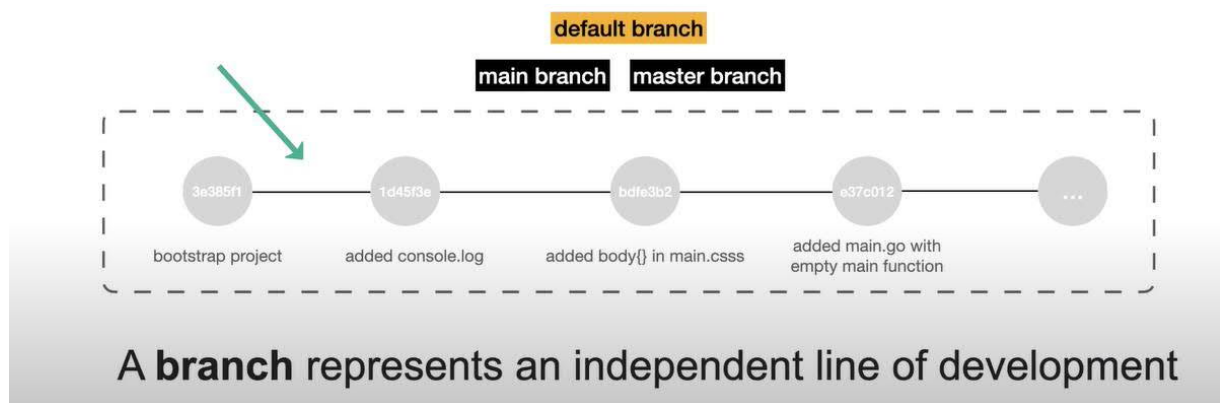 default branch
main branch master branch
3e385f1 1d45f3e bdfe3b2 e37c012 ...
bootstrap project added console.log added body{} in main.csss added main.go with
empty main function
A branch represents an independent line of development